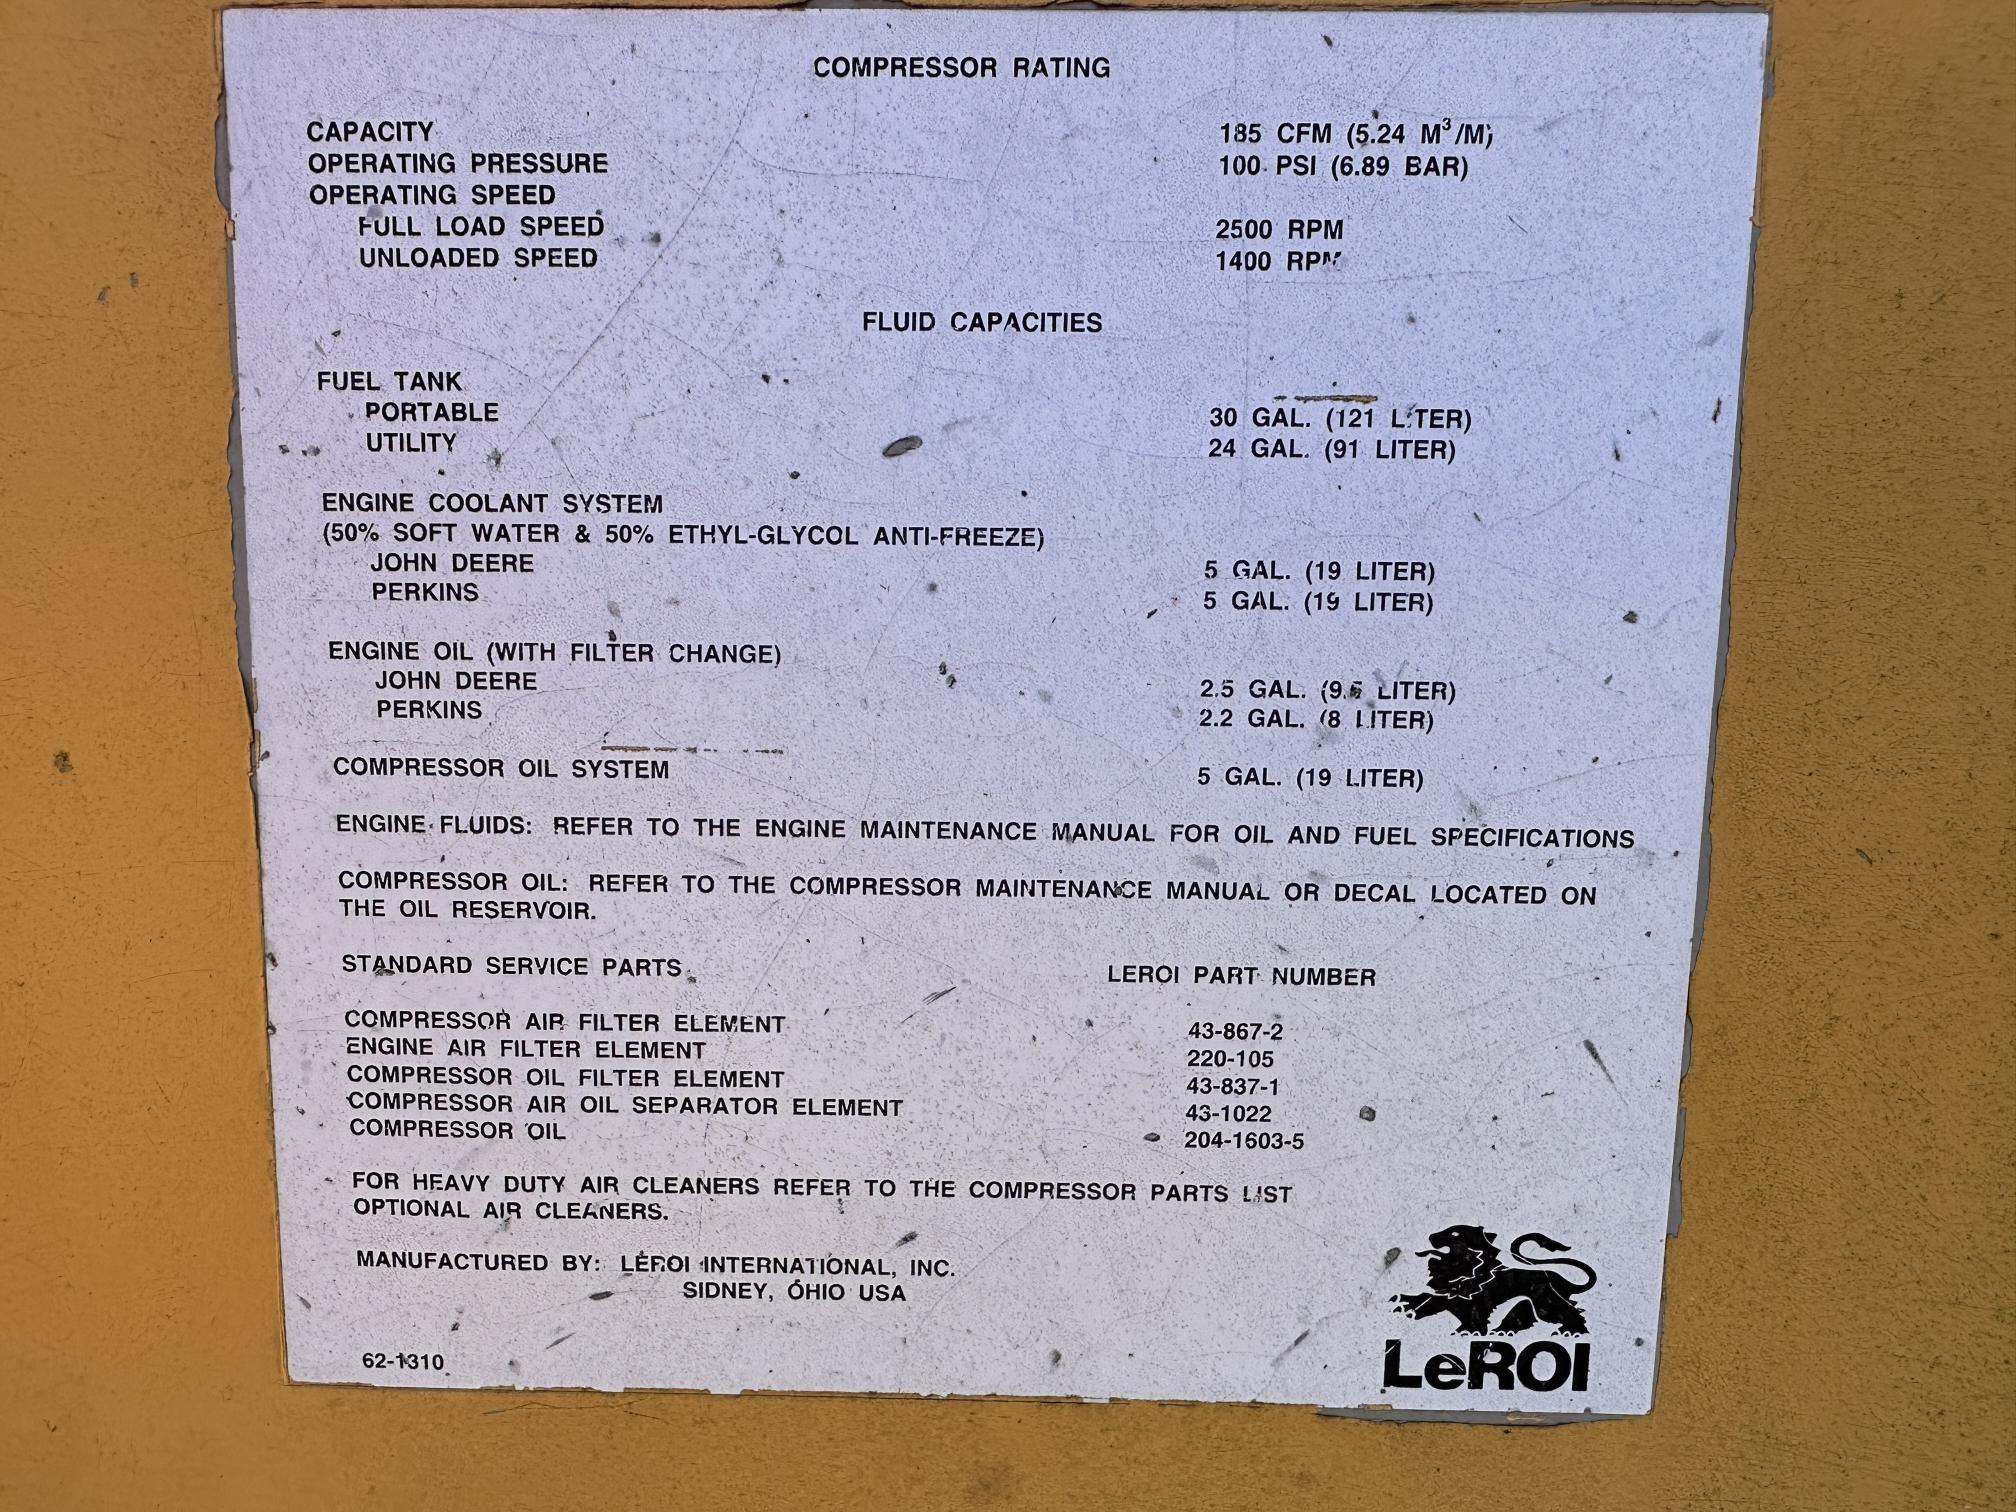 COMPRESSOR RATING
CAPACITY 185 CFM (5.24 M³/M)
OPERATING PRESSURE 100 PSI (6.89 BAR)
OPERATING SPEED
FULL LOAD SPEED 2500 RPM
UNLOADED SPEED 1400 RPM
FLUID CAPACITIES
FUEL TANK
PORTABLE 30 GAL. (121 LITER)
UTILITY 24 GAL. (91 LITER)
ENGINE COOLANT SYSTEM
(50% SOFT WATER & 50% ETHYL-GLYCOL ANTI-FREEZE)
JOHN DEERE 5 GAL. (19 LITER)
PERKINS 5 GAL. (19 LITER)
ENGINE OIL (WITH FILTER CHANGE)
JOHN DEERE 2.5 GAL. (9.5 LITER)
PERKINS 2.2 GAL. (8 LITER)
COMPRESSOR OIL SYSTEM 5 GAL. (19 LITER)
ENGINE FLUIDS: REFER TO THE ENGINE MAINTENANCE MANUAL FOR OIL AND FUEL SPECIFICATIONS
COMPRESSOR OIL: REFER TO THE COMPRESSOR MAINTENANCE MANUAL OR DECAL LOCATED ON
THE OIL RESERVOIR.
STANDARD SERVICE PARTS LEROI PART NUMBER
COMPRESSOR AIR FILTER ELEMENT 43-867-2
ENGINE AIR FILTER ELEMENT 220-105
COMPRESSOR OIL FILTER ELEMENT 43-837-1
COMPRESSOR AIR OIL SEPARATOR ELEMENT 43-1022
COMPRESSOR OIL 204-1603-5
FOR HEAVY DUTY AIR CLEANERS REFER TO THE COMPRESSOR PARTS LIST
OPTIONAL AIR CLEANERS.
MANUFACTURED BY: LEROI INTERNATIONAL, INC.
SIDNEY, OHIO USA
62-1310
LeROI